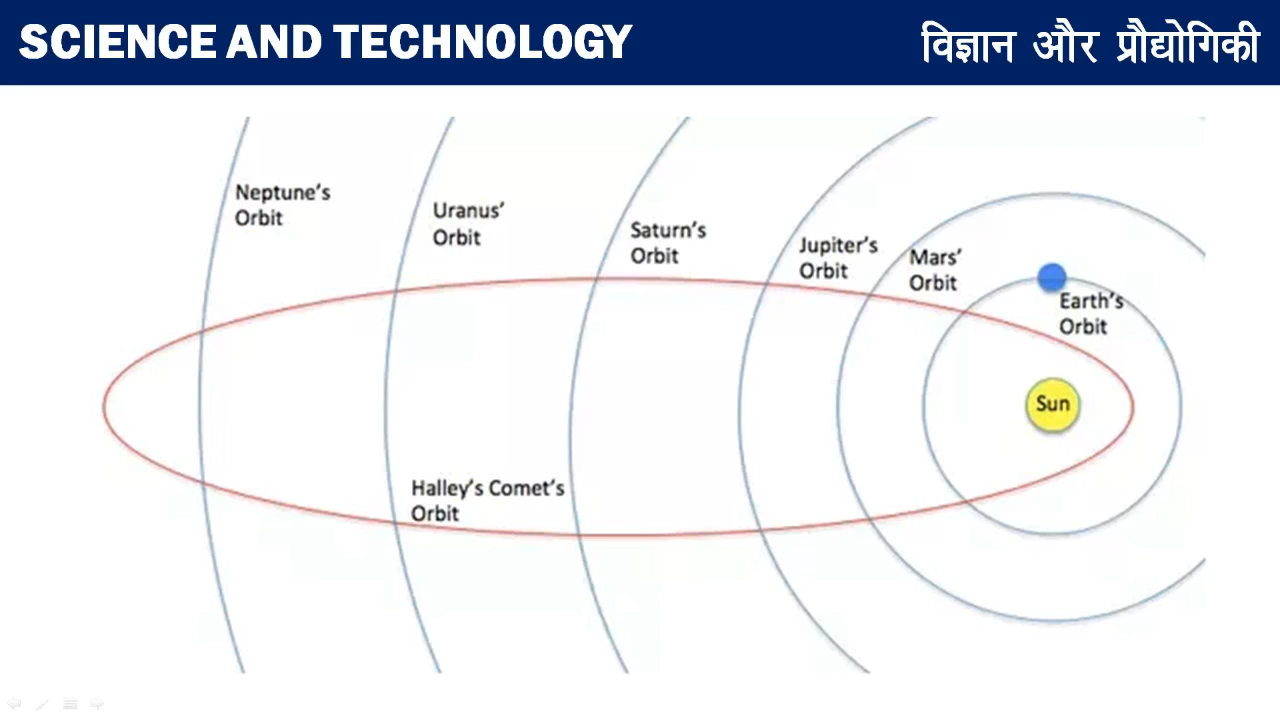 SCIENCE AND TECHNOLOGY
विज्ञान और प्रौद्योगिकी
Neptune's
Orbit
Uranus'
Orbit
Saturn's
Orbit
Jupiter's
Orbit
Mars'
Orbit
Earth's
Orbit
Sun
Halley's Comet's
Orbit